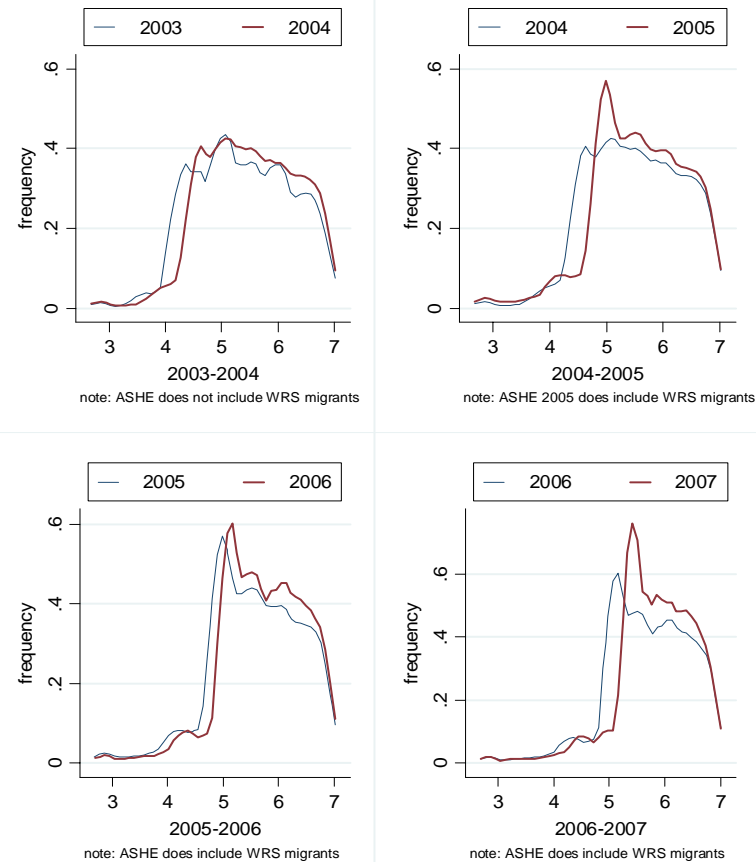 2003 2004
frequency
.6
.4
.2
0
3 4 5 6 7
2003-2004
note: ASHE does not include WRS migrants
2004 2005
frequency
.6
.4
.2
0
3 4 5 6 7
2004-2005
note: ASHE 2005 does include WRS migrants
2005 2006
frequency
.6
.4
.2
0
3 4 5 6 7
2005-2006
note: ASHE does include WRS migrants
2006 2007
frequency
.6
.4
.2
0
3 4 5 6 7
2006-2007
note: ASHE does include WRS migrants